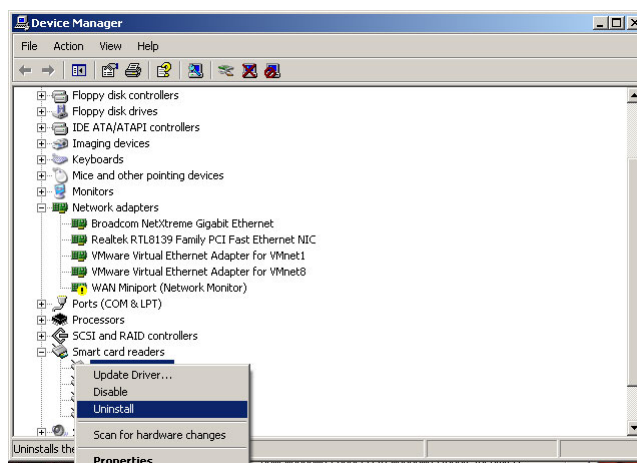 Device Manager
File Action View Help
Floppy disk controllers
Floppy disk drives
IDE ATA/ATAPI controllers
Imaging devices
Keyboards
Mice and other pointing devices
Monitors
Network adapters
Broadcom NetXtreme Gigabit Ethernet
Realtek RTL8139 Family PCI Fast Ethernet NIC
VMware Virtual Ethernet Adapter for VMnet1
VMware Virtual Ethernet Adapter for VMnet8
WAN Miniport (Network Monitor)
Ports (COM & LPT)
Processors
SCSI and RAID controllers
Smart card readers
Update Driver...
Disable
Uninstall
Scan for hardware changes
Uninstalls the
Properties